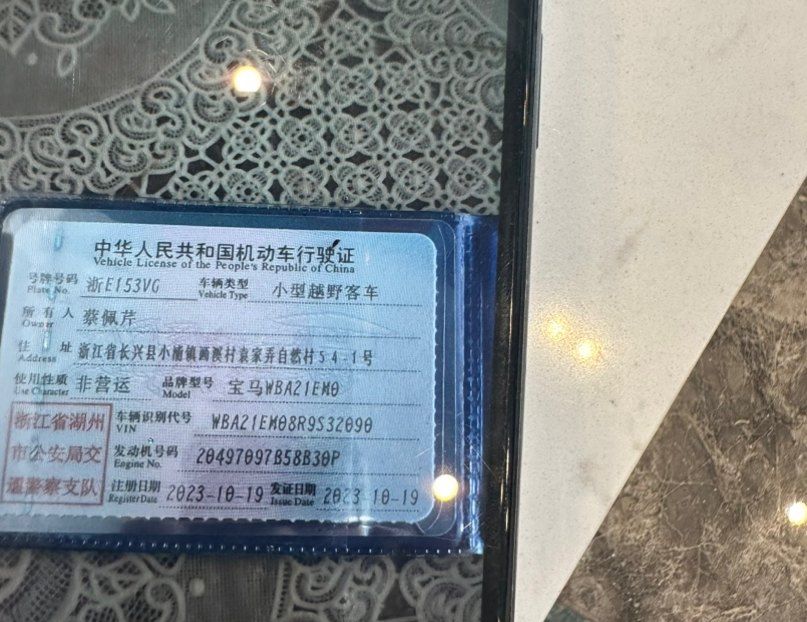 中华人民共和国机动车行驶证
Vehicle License of the People's Republic of China
号牌号码 Plate No. 浙E153VG 车辆类型 Vehicle Type 小型越野客车
所有人 Owner 蔡佩芹
住址 Address 浙江省长兴县小浦镇画溪村袁家弄自然村54-1号
使用性质 Use Character 非营运 品牌型号 Model 宝马WBA21EM0
浙江省湖州市公安局交通警察支队
车辆识别代号 VIN WBA21EM08R9S32090
发动机号码 Engine No. 20497097B58B30P
注册日期 Register Date 2023-10-19 发证日期 Issue Date 2023-10-19